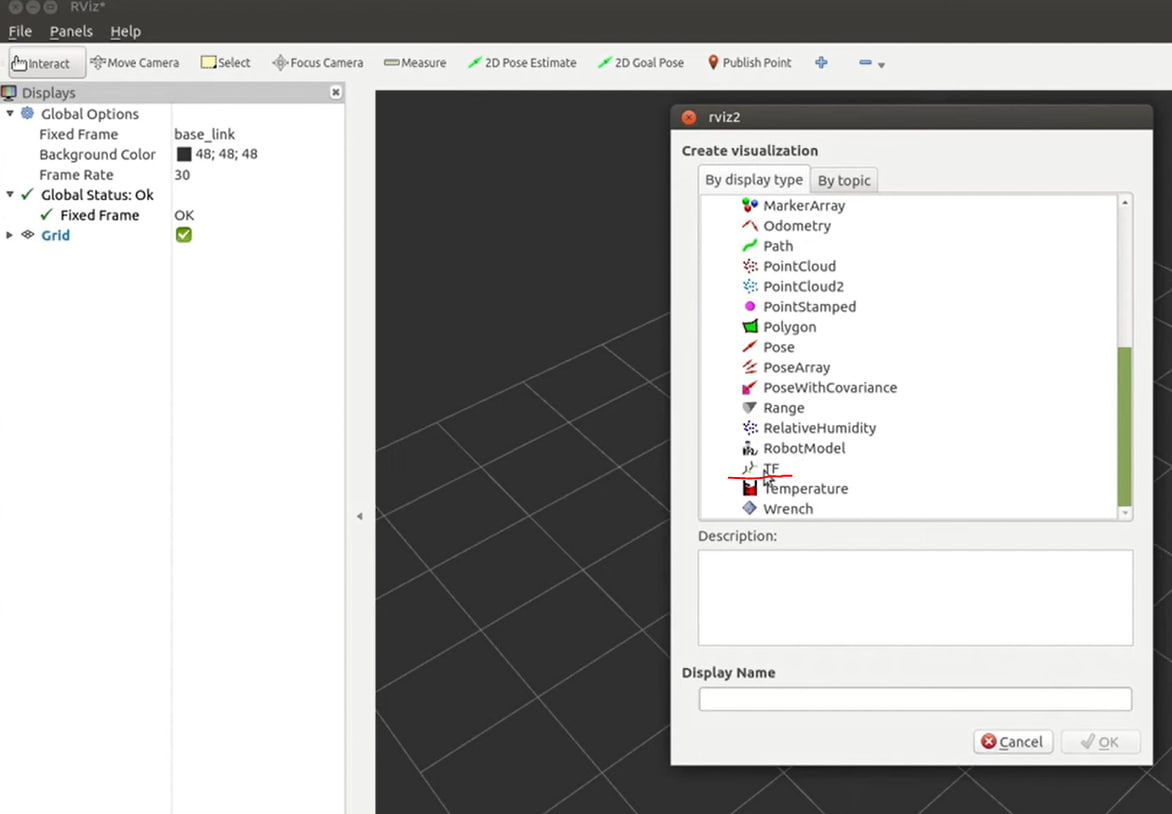 RViz*
File Panels Help
Interact Move Camera Select Focus Camera Measure 2D Pose Estimate 2D Goal Pose Publish Point
Displays
Global Options
Fixed Frame base_link
Background Color 48; 48; 48
Frame Rate 30
Global Status: Ok
Fixed Frame OK
Grid
rviz2
Create visualization
By display type By topic
MarkerArray
Odometry
Path
PointCloud
PointCloud2
PointStamped
Polygon
Pose
PoseArray
PoseWithCovariance
Range
RelativeHumidity
RobotModel
TF
Temperature
Wrench
Description:
Display Name
Cancel OK